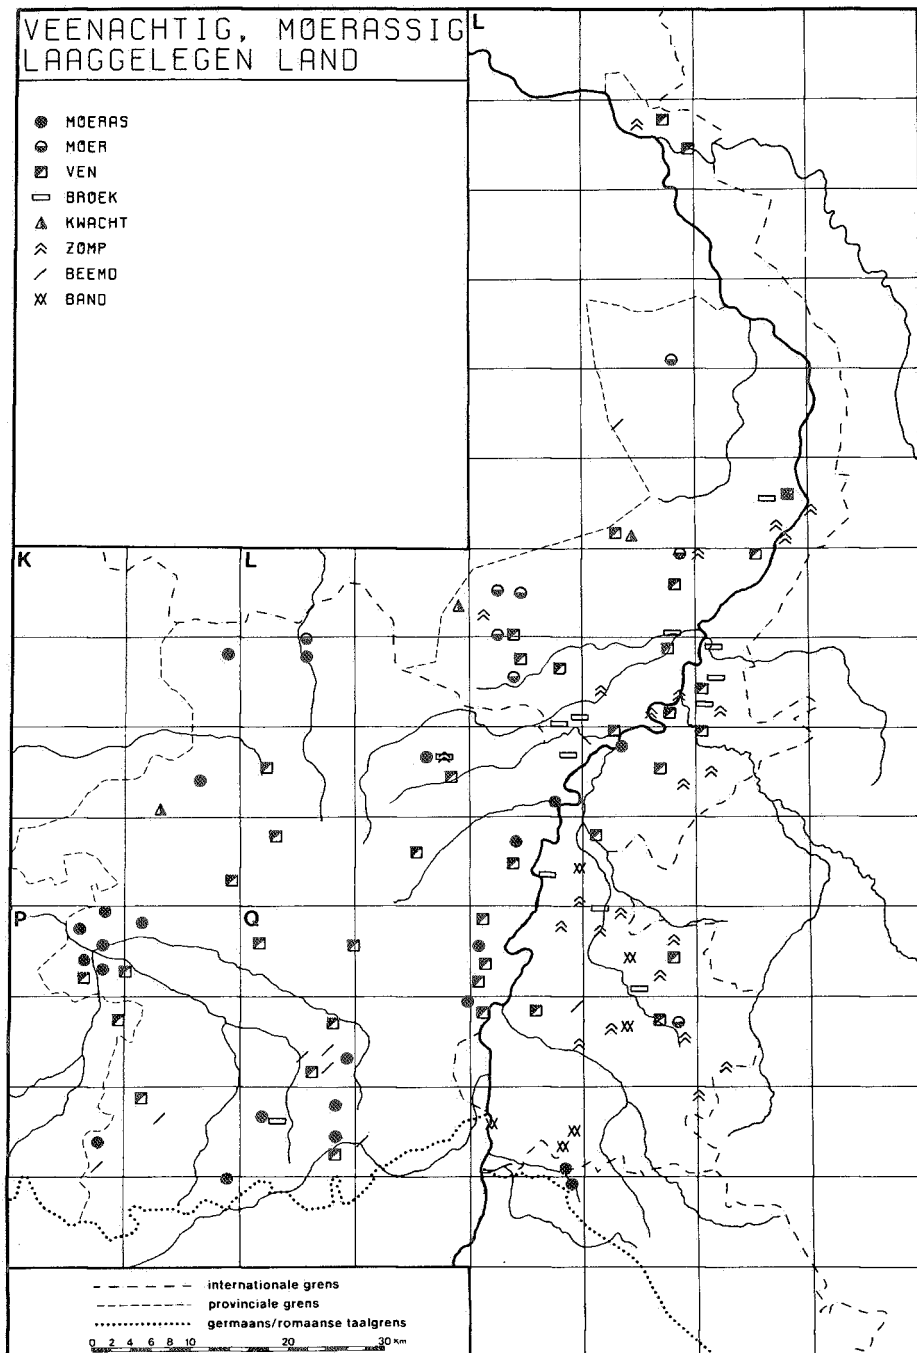 VEENACHTIG, MOERASSIG
LAAGGELEGEN LAND
L
MOERAS
MOER
VEN
BROEK
KWACHT
ZOMP
BEEMD
BAND
K
L
P
Q
internationale grens
provinciale grens
germaans/romaanse taalgrens
0 2 4 6 8 10 20 30 Km